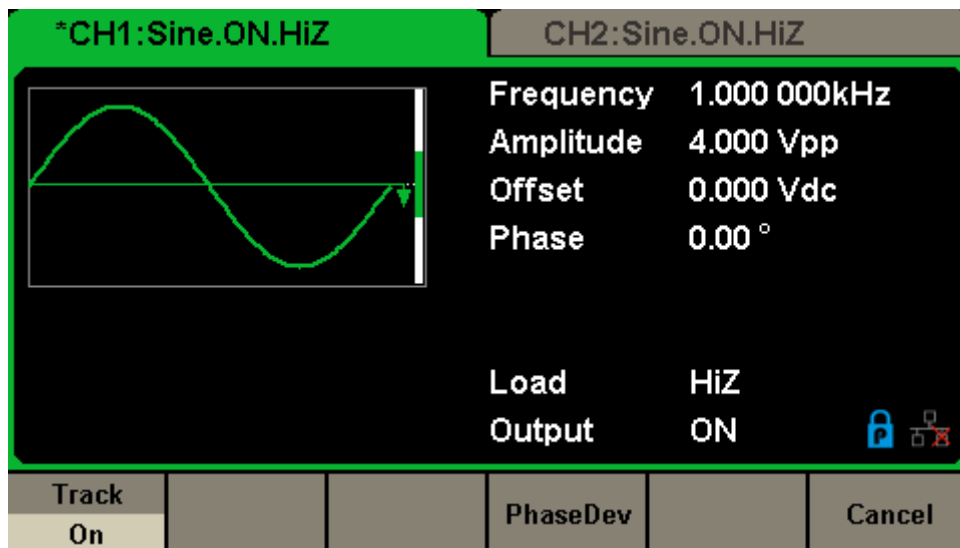 *CH1:Sine.ON.HiZ
CH2:Sine.ON.HiZ
Frequency 1.000 000kHz
Amplitude 4.000 Vpp
Offset 0.000 Vdc
Phase 0.00 °
Load HiZ
Output ON
P
Track
On
PhaseDev
Cancel